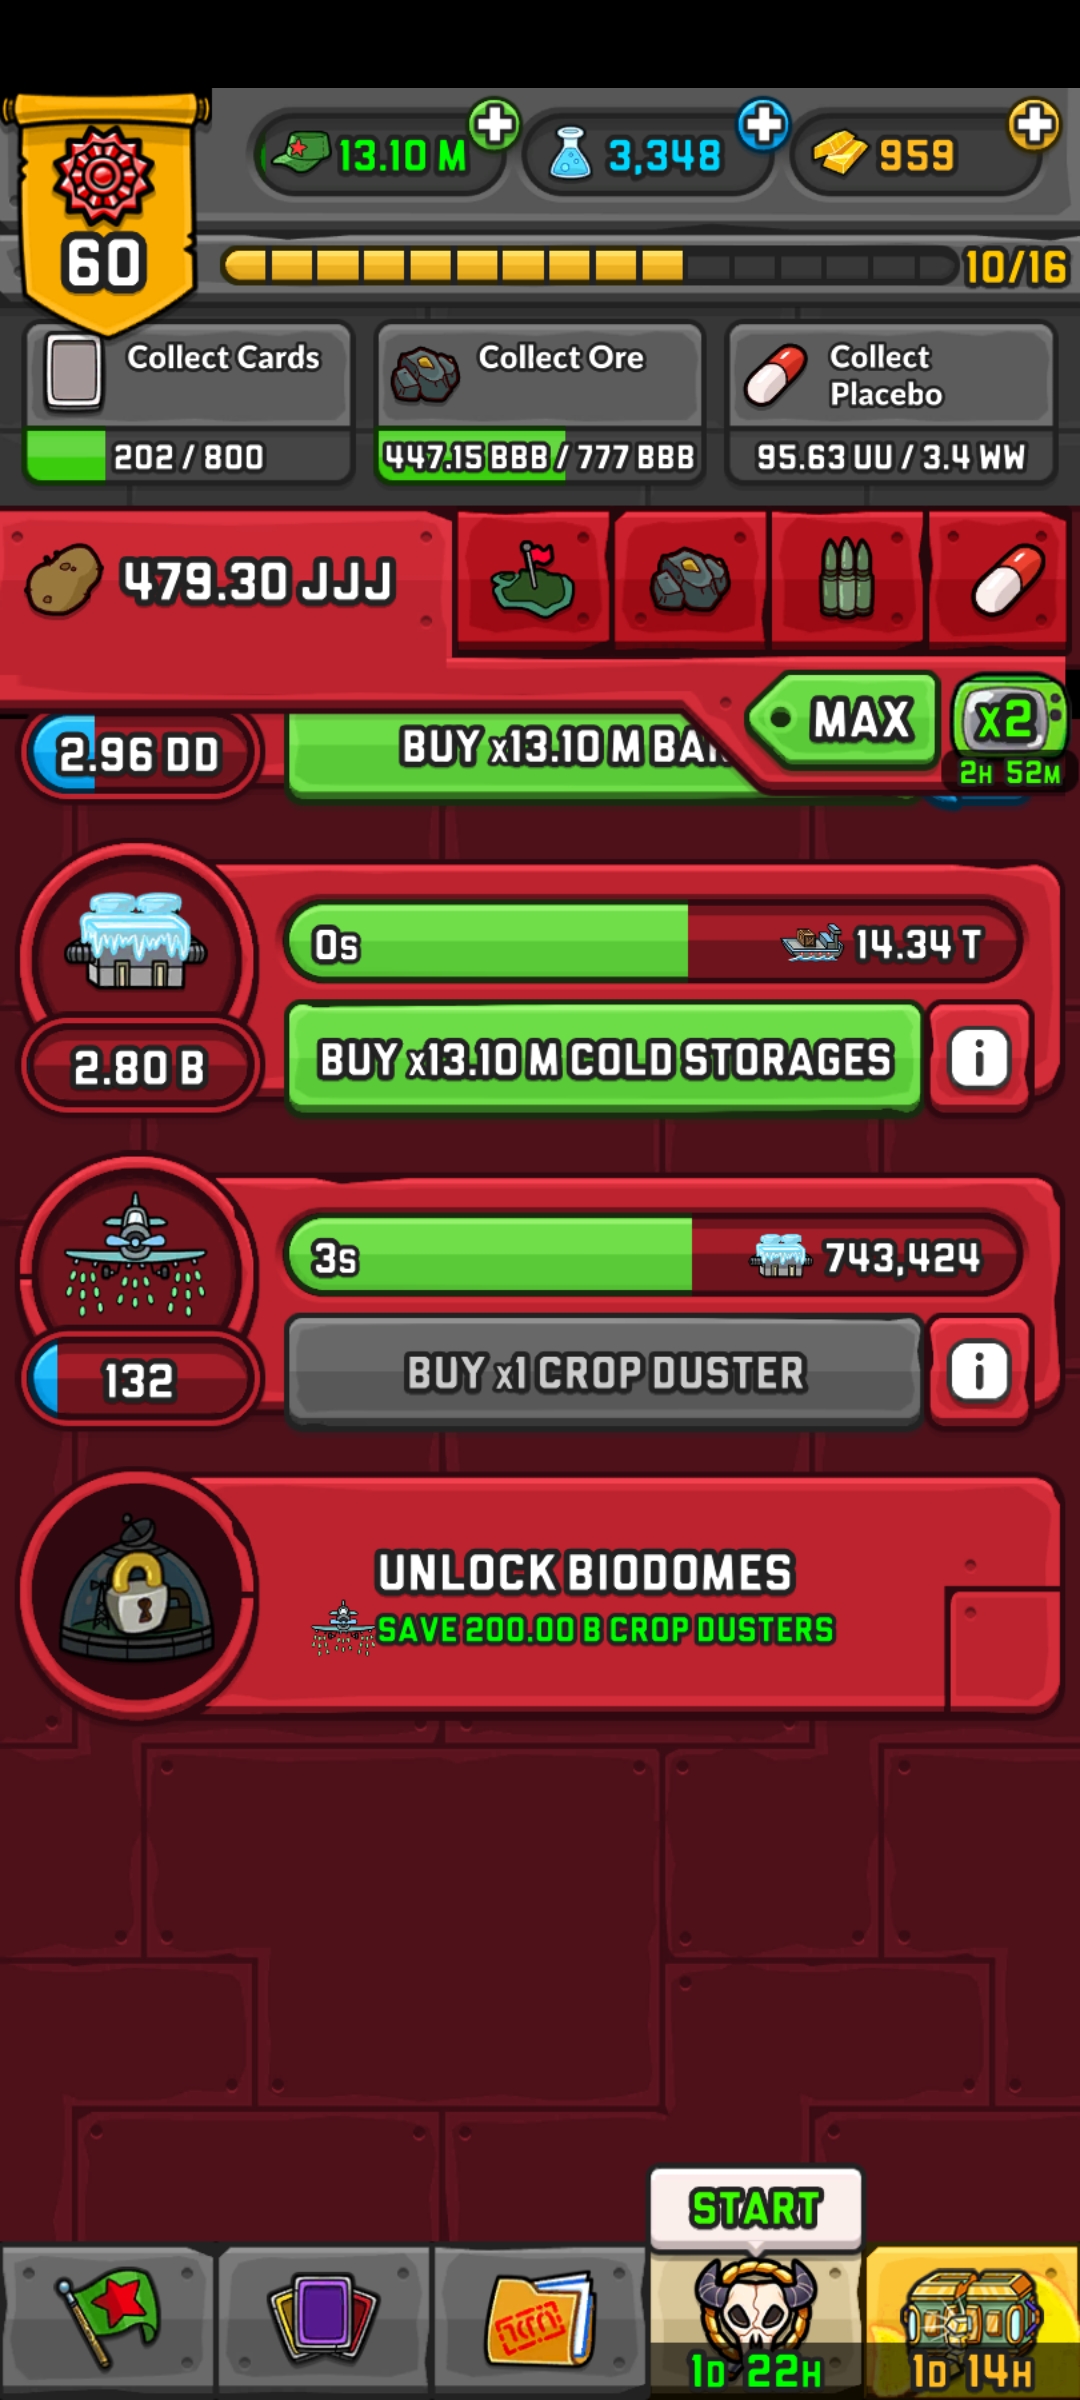 13.10 M
3,348
959
60
10/16
Collect Cards
202 / 800
Collect Ore
447.15 BBB / 777 BBB
Collect
Placebo
95.63 UU / 3.4 WW
479.30 JJJ
MAX
x2
2H 52M
2.96 DD
BUY x13.10 M
0s
14.34 T
2.80 B
BUY x13.10 M COLD STORAGES
i
3s
743,424
132
BUY x1 CROP DUSTER
i
UNLOCK BIODOMES
SAVE 200.00 B CROP DUSTERS
START
1D 22H
1D 14H